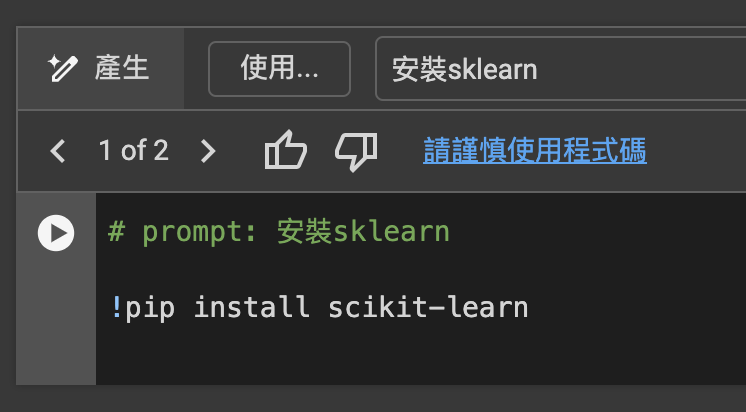 產生
使用...
安裝sklearn
1 of 2
請謹慎使用程式碼
# prompt: 安裝sklearn
!pip install scikit-learn